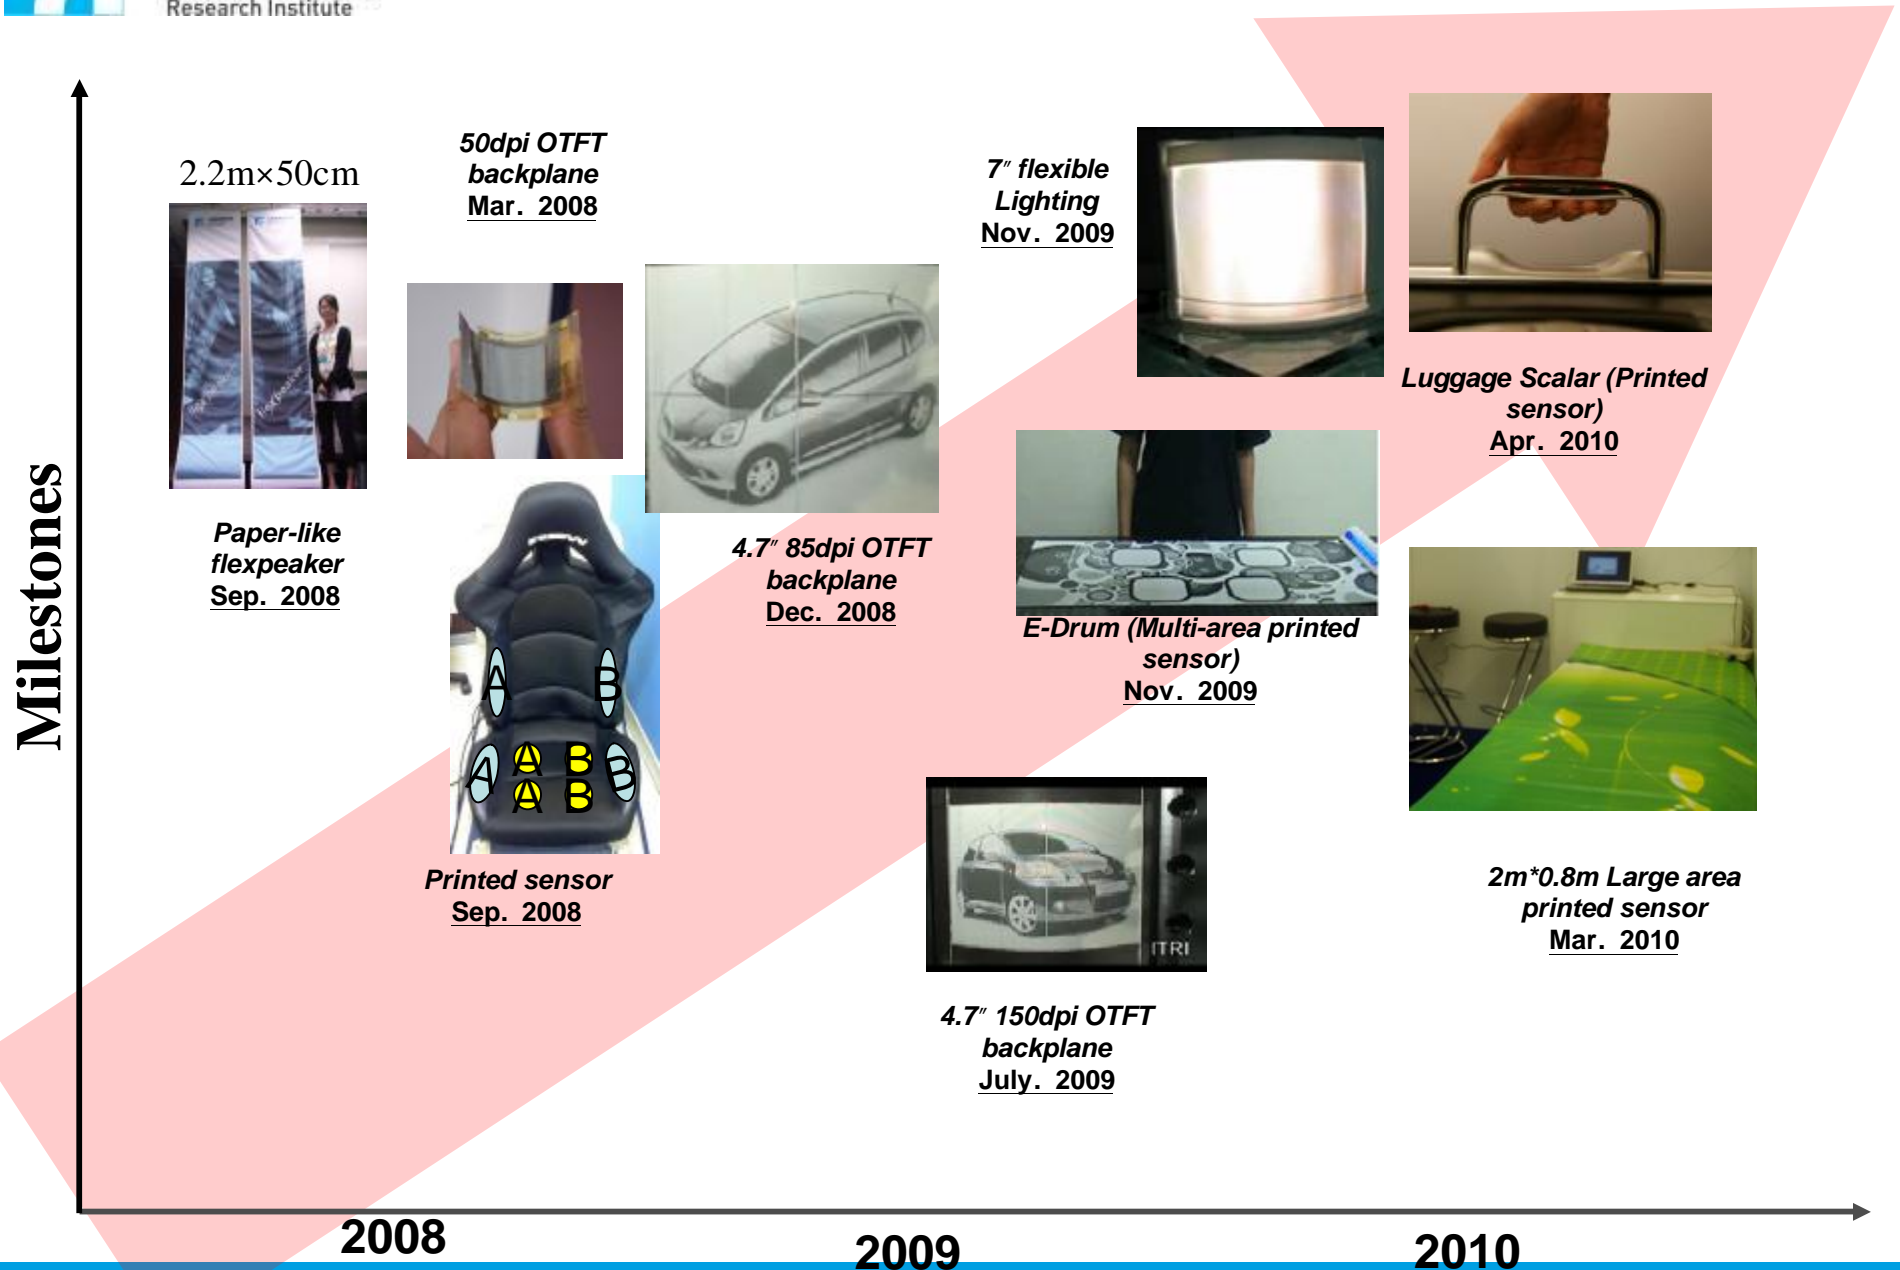 Research Institute
Milestones
2.2m×50cm
Paper-like
flexpeaker
Sep. 2008
50dpi OTFT
backplane
Mar. 2008
A
B
A
A
B
B
A
B
Printed sensor
Sep. 2008
4.7″ 85dpi OTFT
backplane
Dec. 2008
7″ flexible
Lighting
Nov. 2009
E-Drum (Multi-area printed
sensor)
Nov. 2009
ITRI
4.7″ 150dpi OTFT
backplane
July. 2009
Luggage Scalar (Printed
sensor)
Apr. 2010
2m*0.8m Large area
printed sensor
Mar. 2010
2008
2009
2010